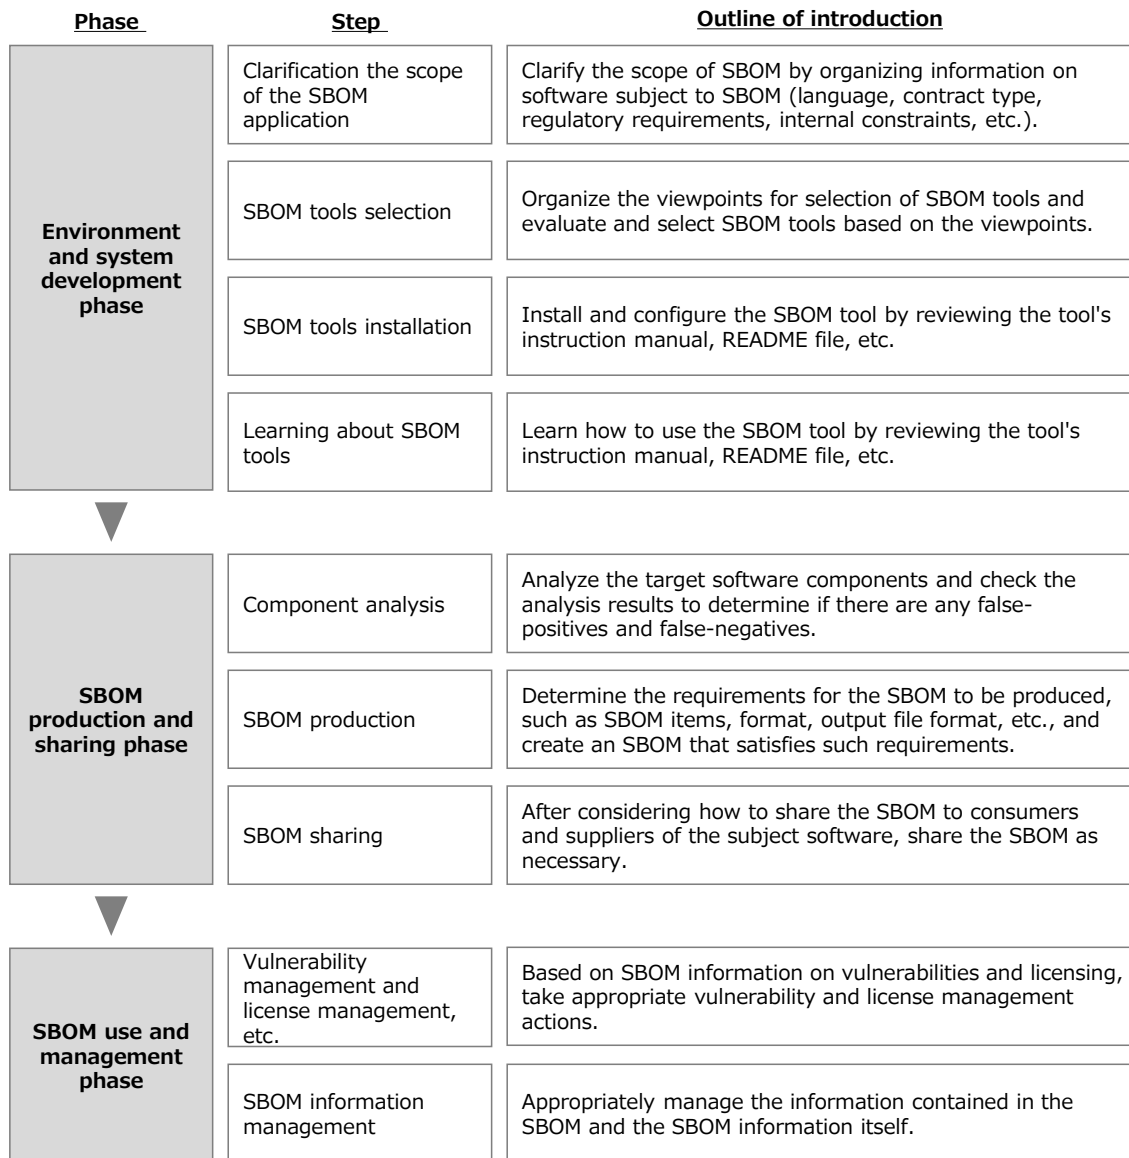 Phase
Step
Outline of introduction
Environment
and system
development
phase
Clarification the scope
of the SBOM
application
Clarify the scope of SBOM by organizing information on
software subject to SBOM (language, contract type,
regulatory requirements, internal constraints, etc.).
SBOM tools selection
Organize the viewpoints for selection of SBOM tools and
evaluate and select SBOM tools based on the viewpoints.
SBOM tools installation
Install and configure the SBOM tool by reviewing the tool's
instruction manual, README file, etc.
Learning about SBOM
tools
Learn how to use the SBOM tool by reviewing the tool's
instruction manual, README file, etc.
SBOM
production and
sharing phase
Component analysis
Analyze the target software components and check the
analysis results to determine if there are any false-
positives and false-negatives.
SBOM production
Determine the requirements for the SBOM to be produced,
such as SBOM items, format, output file format, etc., and
create an SBOM that satisfies such requirements.
SBOM sharing
After considering how to share the SBOM to consumers
and suppliers of the subject software, share the SBOM as
necessary.
SBOM use and
management
phase
Vulnerability
management and
license management,
etc.
Based on SBOM information on vulnerabilities and licensing,
take appropriate vulnerability and license management
actions.
SBOM information
management
Appropriately manage the information contained in the
SBOM and the SBOM information itself.